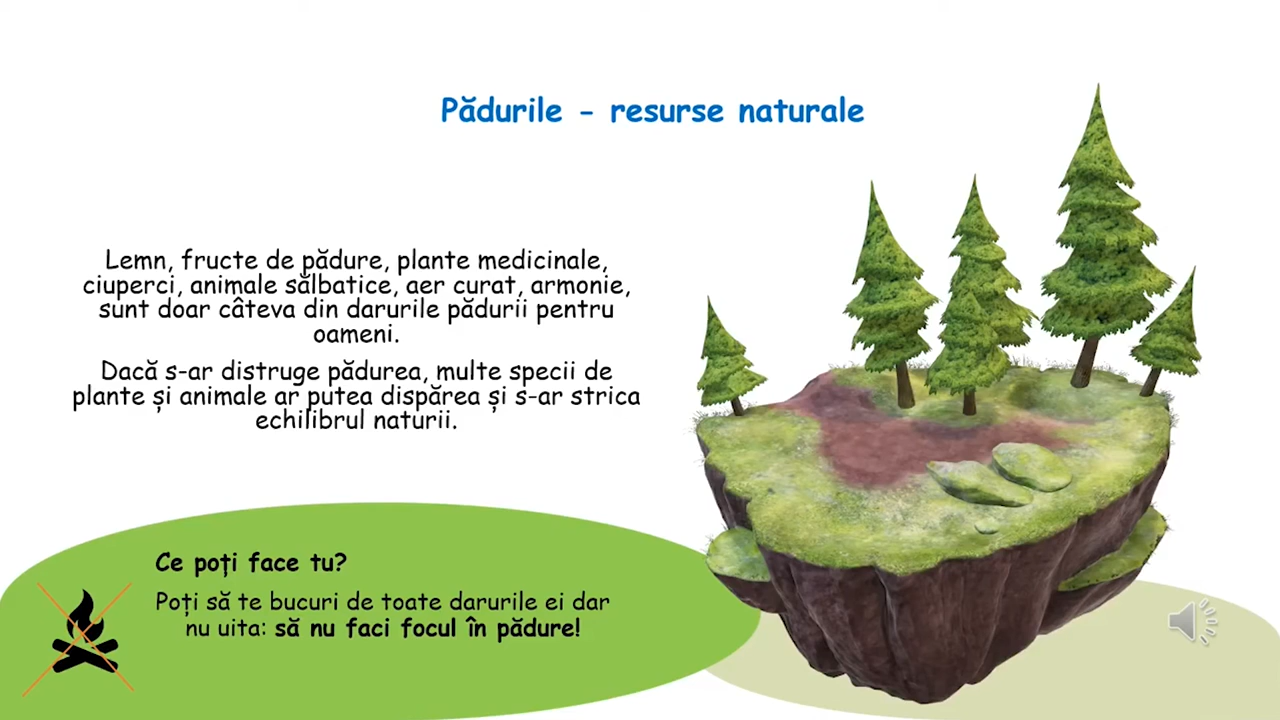 Pădurile - resurse naturale
Lemn, fructe de pădure, plante medicinale,
ciuperci, animale sălbatice, aer curat, armonie,
sunt doar câteva din darurile pădurii pentru
oameni.
Dacă s-ar distruge pădurea, multe specii de
plante și animale ar putea dispărea și s-ar strica
echilibrul naturii.
Ce poți face tu?
Poți să te bucuri de toate darurile ei dar
nu uita: să nu faci focul în pădure!